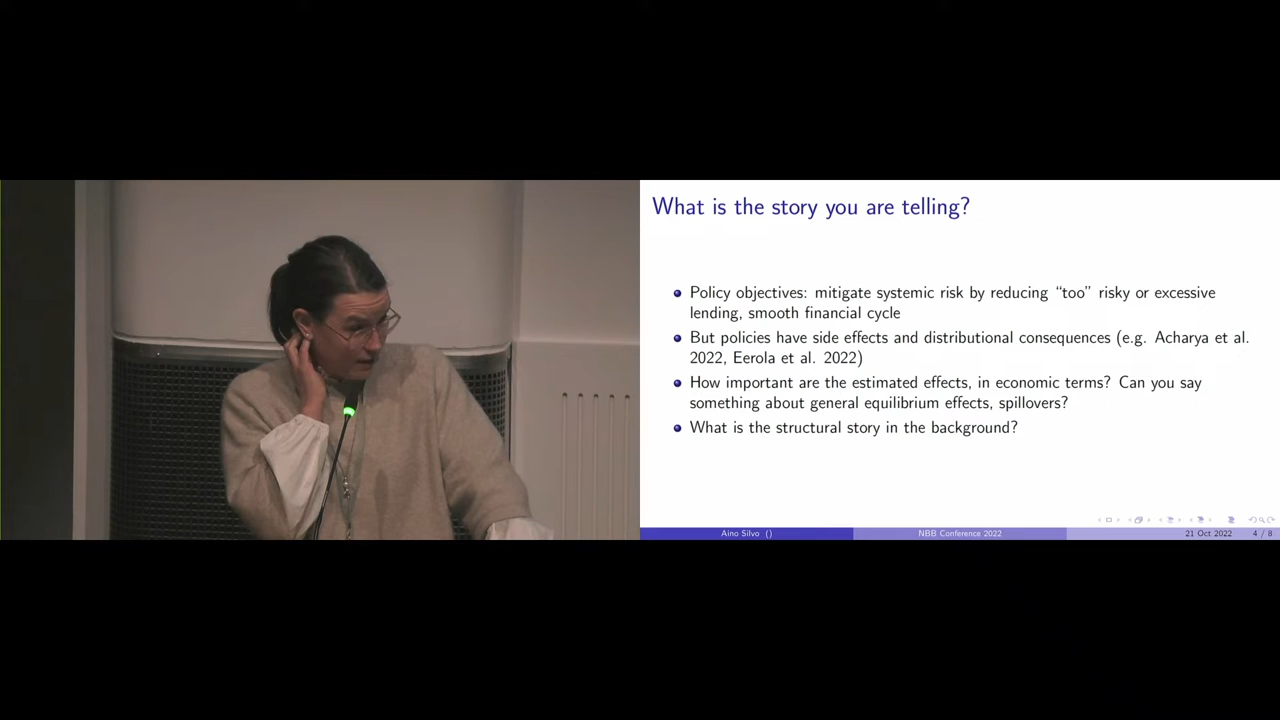 What is the story you are telling?
Policy objectives: mitigate systemic risk by reducing “too” risky or excessive
lending, smooth financial cycle
But policies have side effects and distributional consequences (e.g. Acharya et al.
2022, Eerola et al. 2022)
How important are the estimated effects, in economic terms? Can you say
something about general equilibrium effects, spillovers?
What is the structural story in the background?
Aino Silvo () NBB Conference 2022 21 Oct 2022 4 / 8